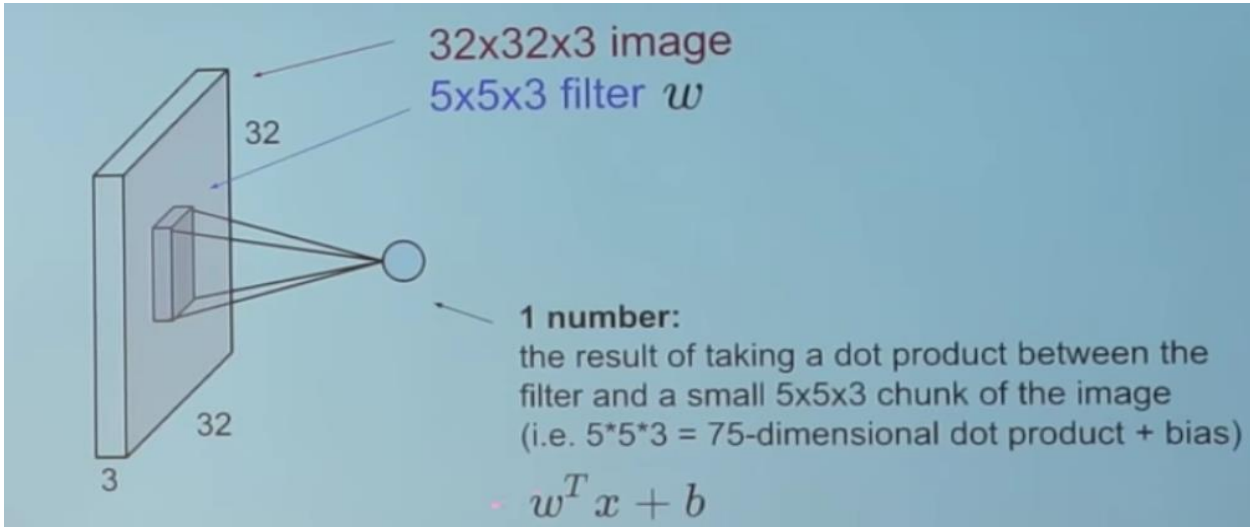 32x32x3 image
5x5x3 filter w
32
32
3
1 number:
the result of taking a dot product between the
filter and a small 5x5x3 chunk of the image
(i.e. 5*5*3 = 75-dimensional dot product + bias)
w^T x + b